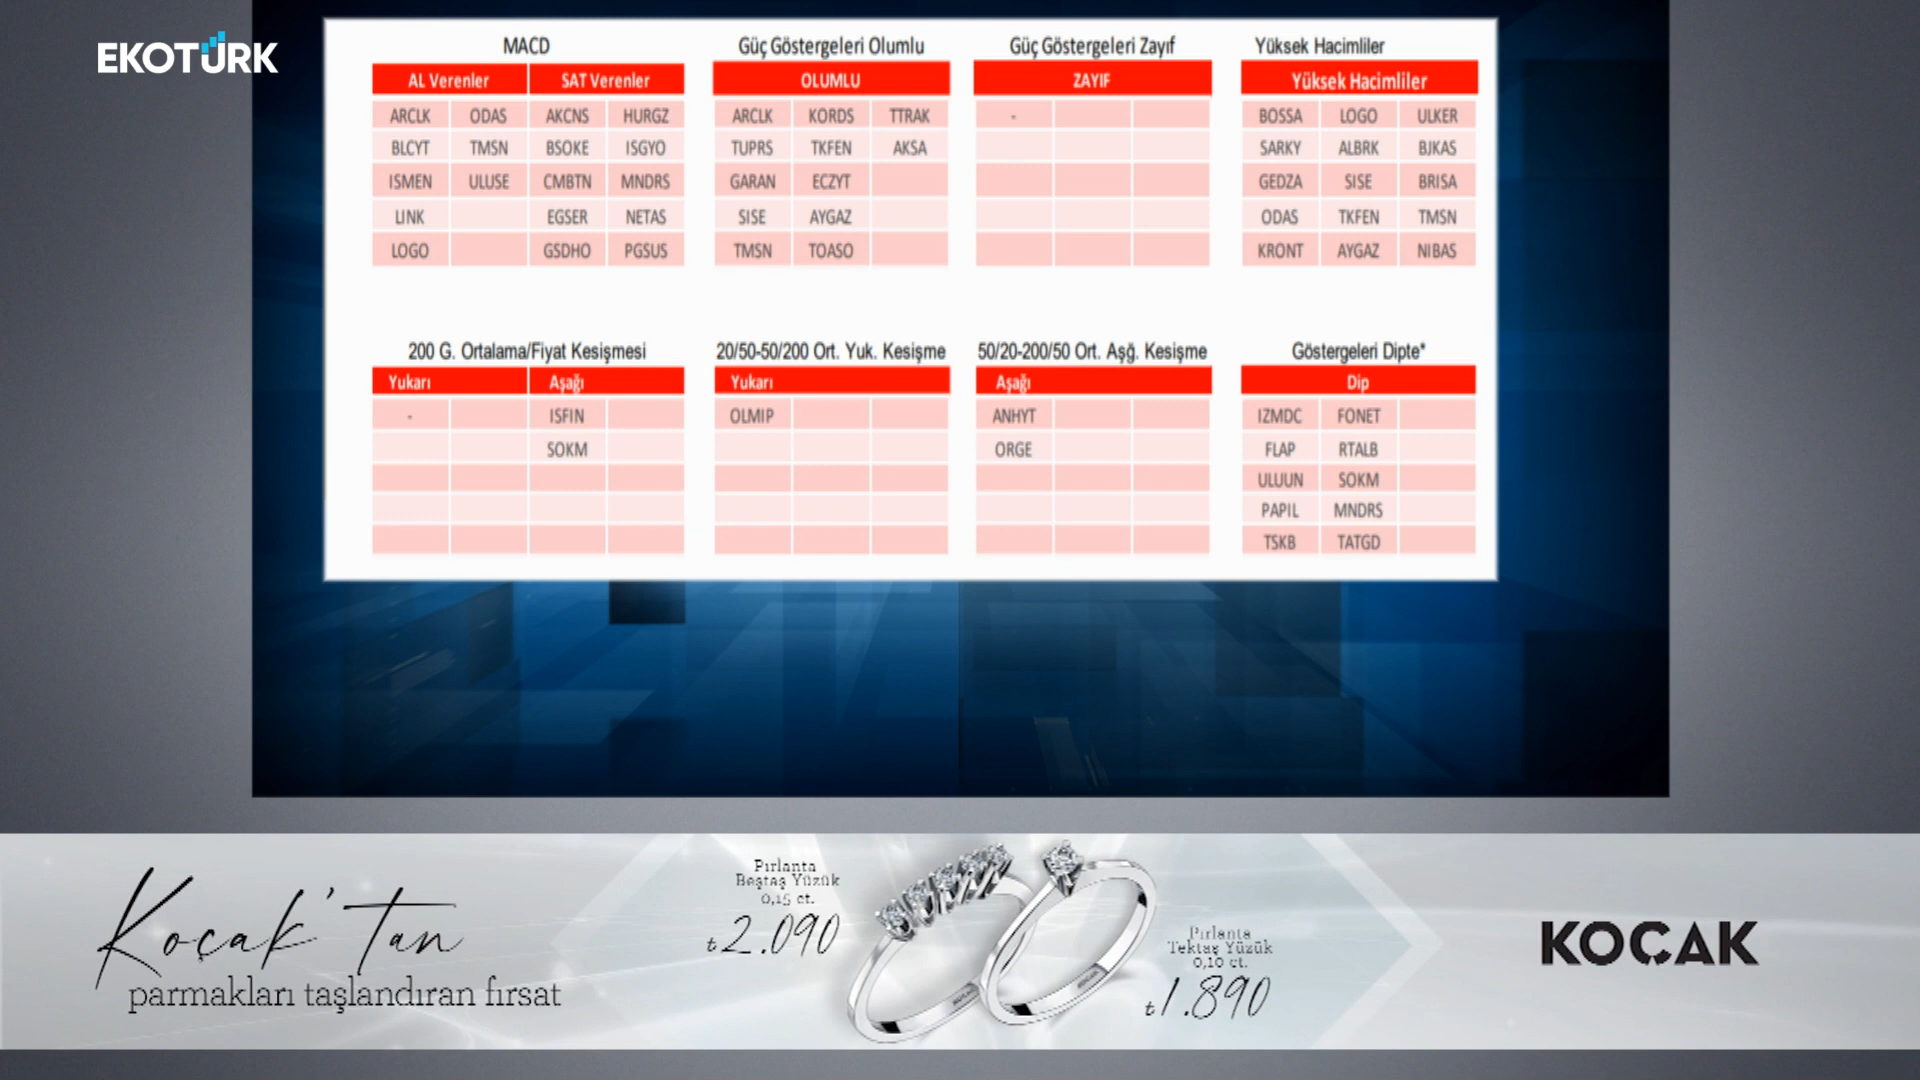 EKOTÜRK
MACD
AL Verenler SAT Verenler
ARCLK ODAS AKCNS HURGZ
BLCYT TMSN BSOKE ISGYO
ISMEN ULUSE CMBTN MNDRS
LINK EGSER NETAS
LOGO GSDHO PGSUS
Güç Göstergeleri Olumlu
OLUMLU
ARCLK KORDS TTRAK
TUPRS TKFEN AKSA
GARAN ECZYT
SISE AYGAZ
TMSN TOASO
Güç Göstergeleri Zayıf
ZAYIF
-
Yüksek Hacimliler
Yüksek Hacimliler
BOSSA LOGO ULKER
SARKY ALBRK BJKAS
GEDZA SISE BRISA
ODAS TKFEN TMSN
KRONT AYGAZ NIBAS
200 G. Ortalama/Fiyat Kesişmesi
Yukarı Aşağı
- ISFIN
SOKM
20/50-50/200 Ort. Yuk. Kesişme
Yukarı
OLMIP
50/20-200/50 Ort. Aşğ. Kesişme
Aşağı
ANHYT
ORGE
Göstergeleri Dipte*
Dip
IZMDC FONET
FLAP RTALB
ULUUN SOKM
PAPIL MNDRS
TSKB TATGD
Koçak'tan
parmakları taşlandıran fırsat
Pırlanta
Beştaş Yüzük
0,15 ct.
₺2.090
Pırlanta
Tektaş Yüzük
0,10 ct.
₺1.890
KOÇAK